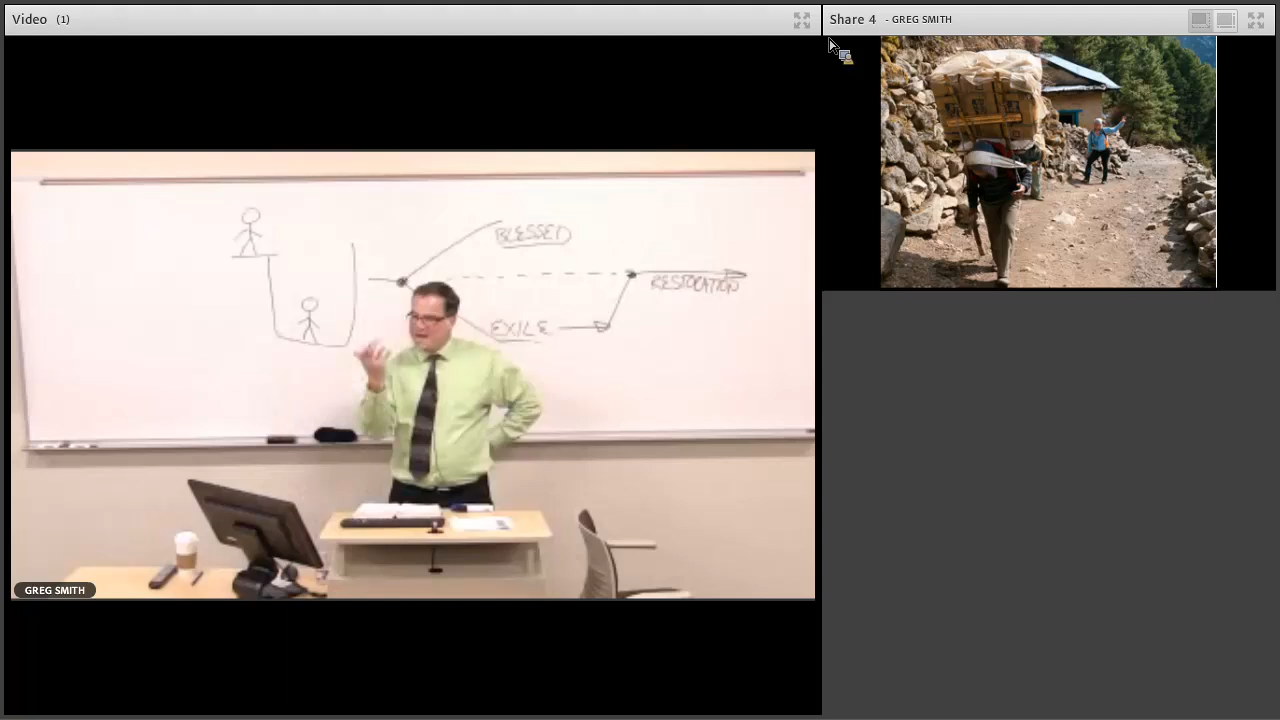 Video (1)
Share 4 - GREG SMITH
BLESSED
RESTORATION
EXILE
GREG SMITH